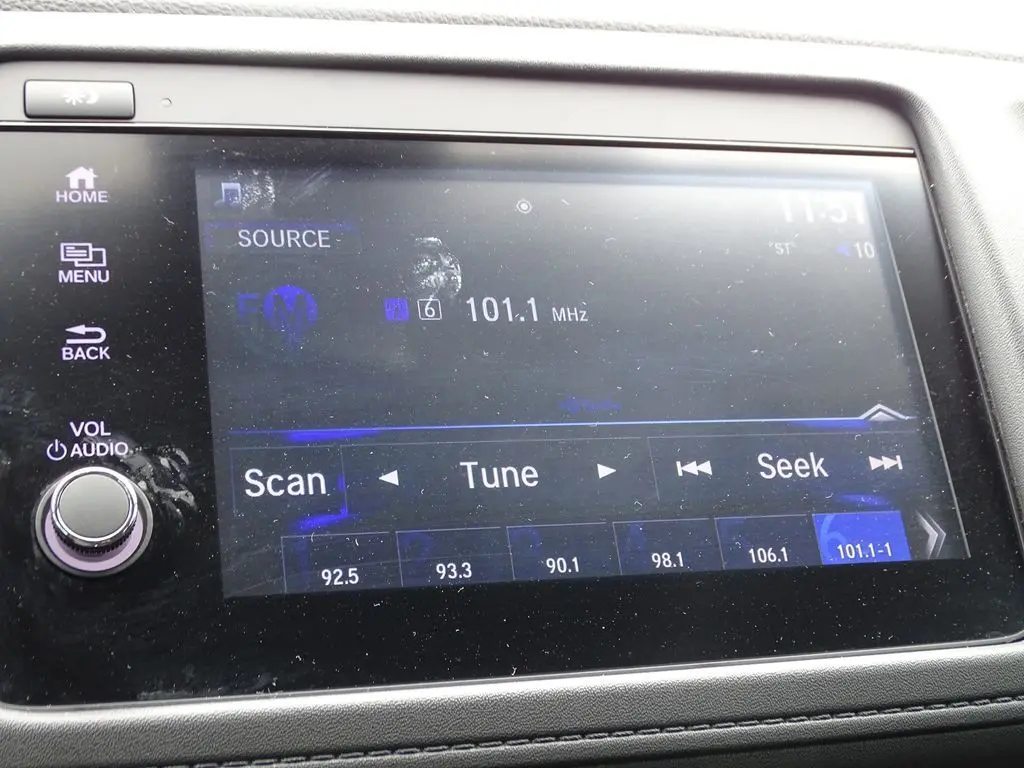 HOME
MENU
BACK
VOL
AUDIO
11:51
SOURCE
ST
10
FM
6 101.1 MHz
Scan Tune Seek
92.5 93.3 90.1 98.1 106.1 101.1-1